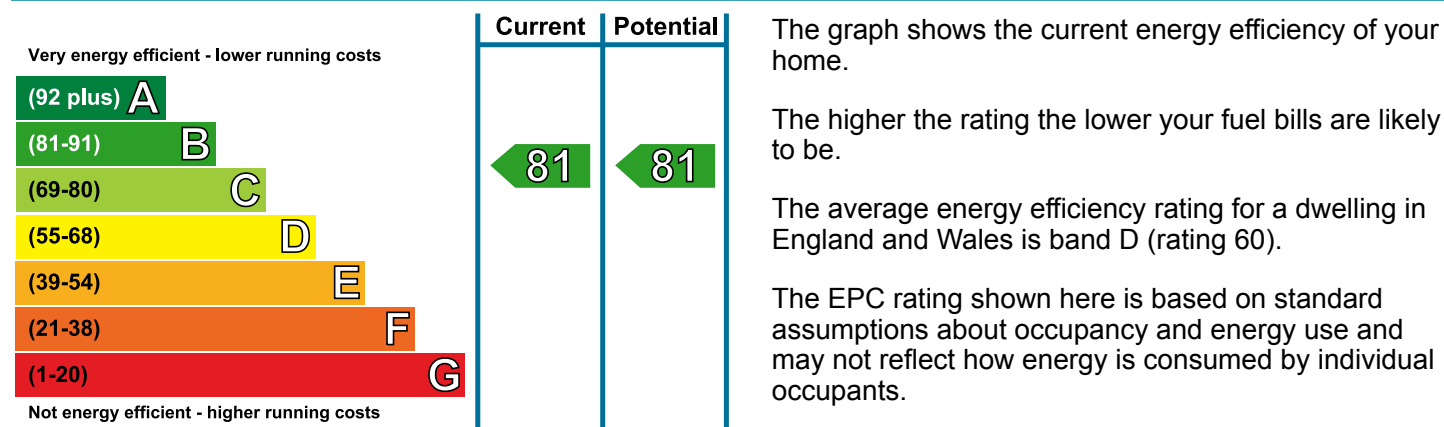 Current Potential
Very energy efficient - lower running costs
(92 plus) A
(81-91) B
81 81
(69-80) C
(55-68) D
(39-54) E
(21-38) F
(1-20) G
Not energy efficient - higher running costs
The graph shows the current energy efficiency of your
home.
The higher the rating the lower your fuel bills are likely
to be.
The average energy efficiency rating for a dwelling in
England and Wales is band D (rating 60).
The EPC rating shown here is based on standard
assumptions about occupancy and energy use and
may not reflect how energy is consumed by individual
occupants.